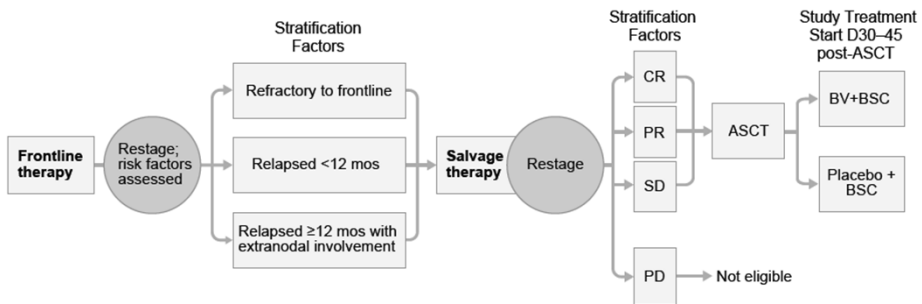 Stratification
Factors
Stratification
Factors
Study Treatment
Start D30–45
post-ASCT
Frontline
therapy
Restage;
risk factors
assessed
Refractory to frontline
Relapsed <12 mos
Relapsed ≥12 mos with
extranodal involvement
Salvage
therapy
Restage
CR
PR
SD
PD
Not eligible
ASCT
BV+BSC
Placebo +
BSC